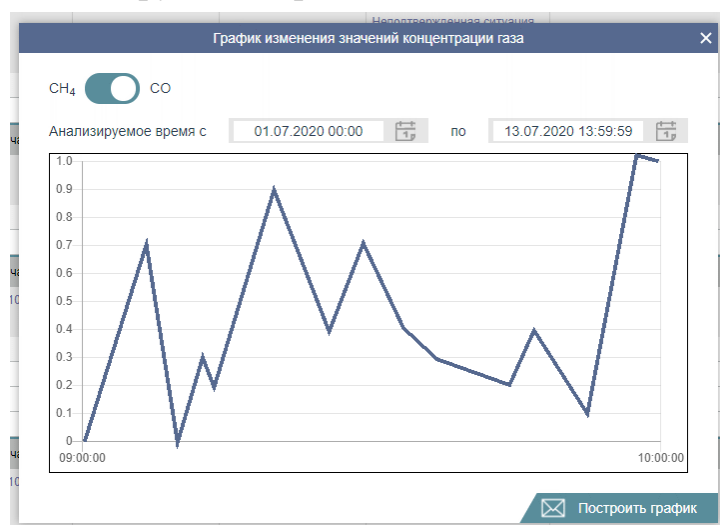 Неподтвержденная ситуация
График изменения значений концентрации газа
CH₄ CO
Анализируемое время с 01.07.2020 00:00 по 13.07.2020 13:59:59
1.0
0.9
0.8
0.7
0.6
0.5
0.4
0.3
0.2
0.1
0
09:00:00 10:00:00
Построить график